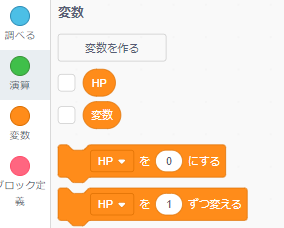 調べる
演算
変数
ブロック定
義
変数
変数を作る
HP
変数
HP を 0 にする
HP を 1 ずつ変える